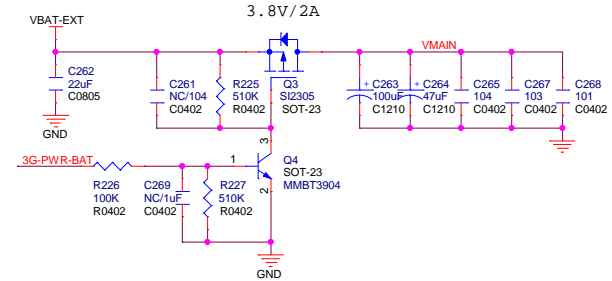 3.8V/2A
VBAT-EXT
VMAIN
C262
22uF
C0805
GND
C261
NC/104
C0402
R225
510K
R0402
Q3
SI2305
SOT-23
+
C263
100uF
C1210
+
C264
47uF
C1210
C265
104
C0402
C267
103
C0402
C268
101
C0402
3G-PWR-BAT
R226
100K
R0402
C269
NC/1uF
C0402
R227
510K
R0402
1
3
2
Q4
SOT-23
MMBT3904
GND